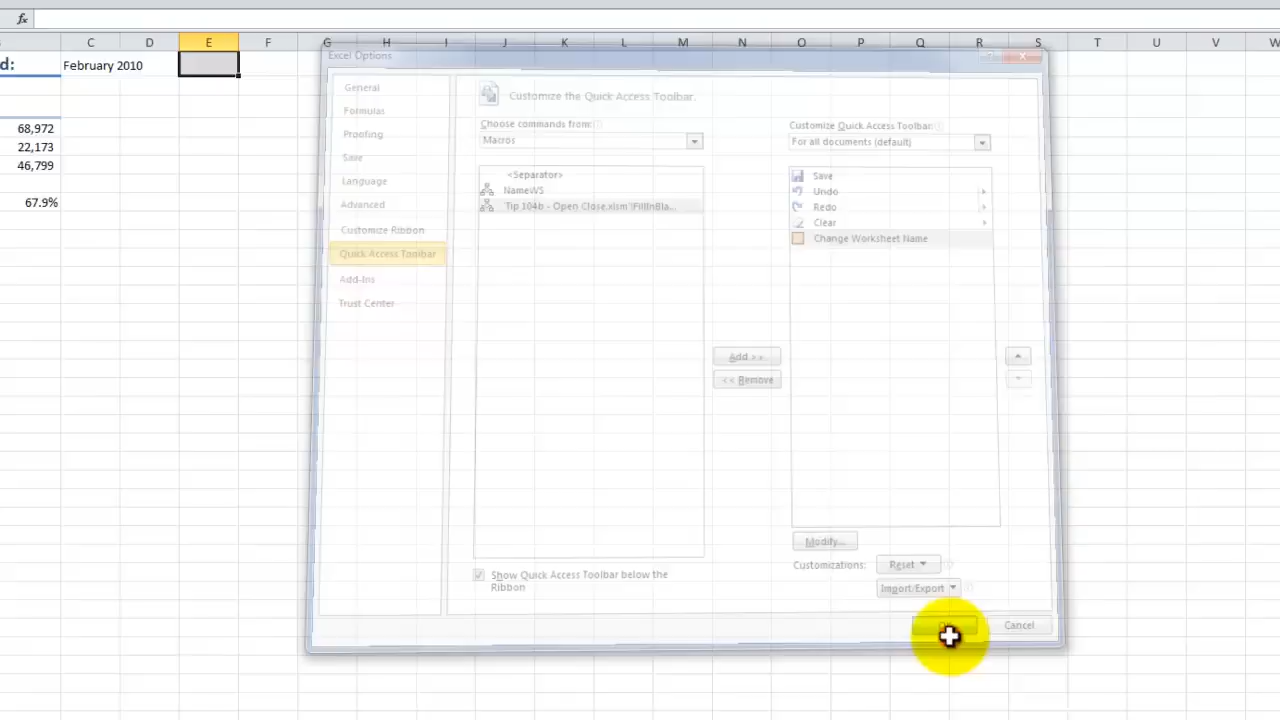 fx
C D E F G H I J K L M N O P Q R S T U V W
d: February 2010
68,972
22,173
46,799
67.9%
Excel Options
General
Formulas
Proofing
Save
Language
Advanced
Customize Ribbon
Quick Access Toolbar
Add-Ins
Trust Center
Customize the Quick Access Toolbar.
Choose commands from:
Macros
<Separator>
NameWS
'Tip 104b - Open Close.xlsm'!FillInBla...
Add >>
<< Remove
Customize Quick Access Toolbar:
For all documents (default)
Save
Undo
Redo
Clear
Change Worksheet Name
Modify...
Customizations: Reset
Import/Export
Show Quick Access Toolbar below the
Ribbon
Cancel